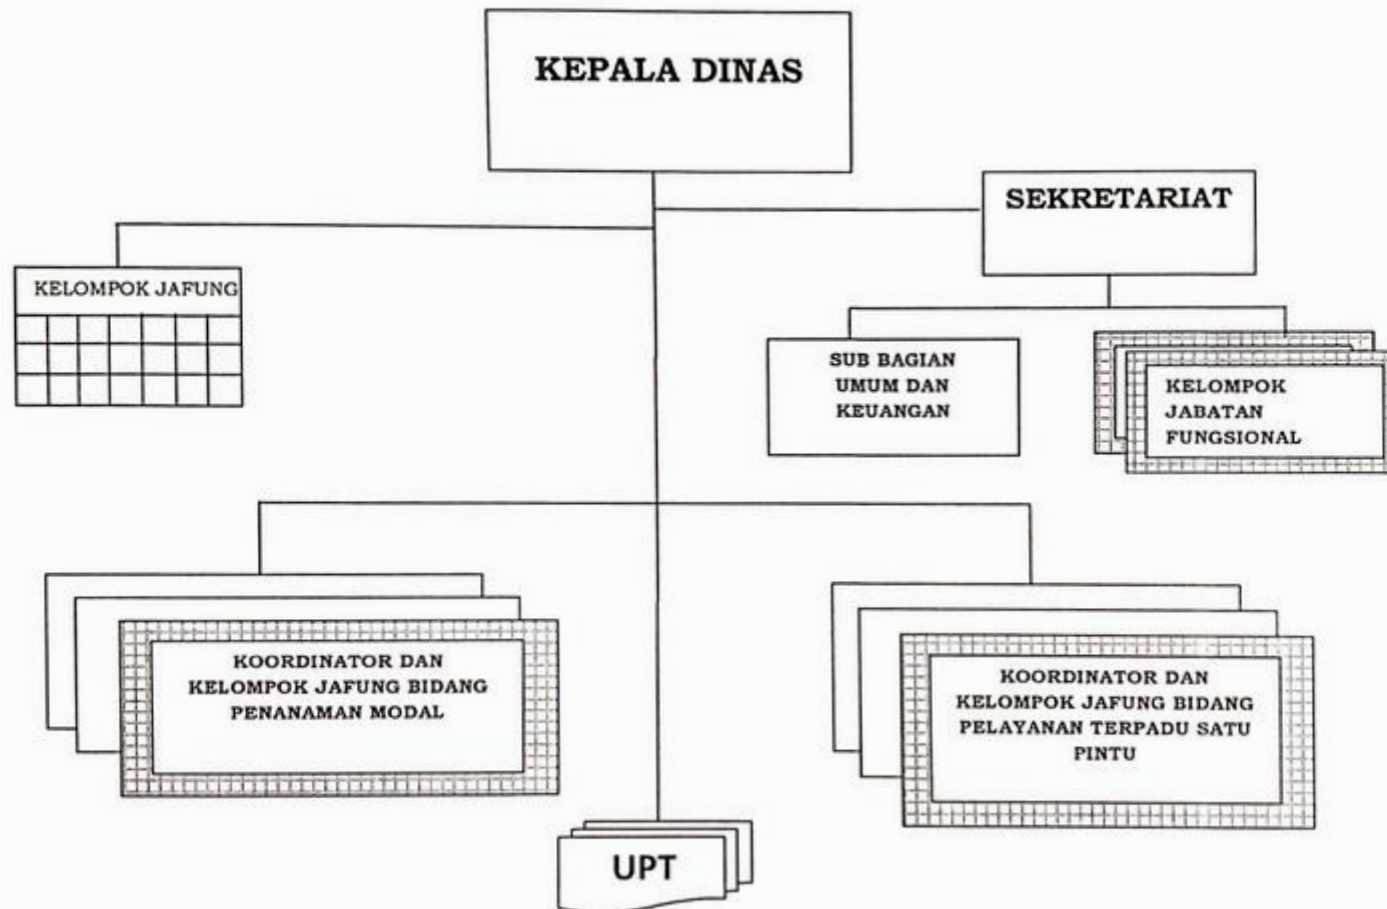 KEPALA DINAS
SEKRETARIAT
KELOMPOK JAFUNG
SUB BAGIAN
UMUM DAN
KEUANGAN
KELOMPOK
JABATAN
FUNGSIONAL
KOORDINATOR DAN
KELOMPOK JAFUNG BIDANG
PENANAMAN MODAL
KOORDINATOR DAN
KELOMPOK JAFUNG BIDANG
PELAYANAN TERPADU SATU
PINTU
UPT